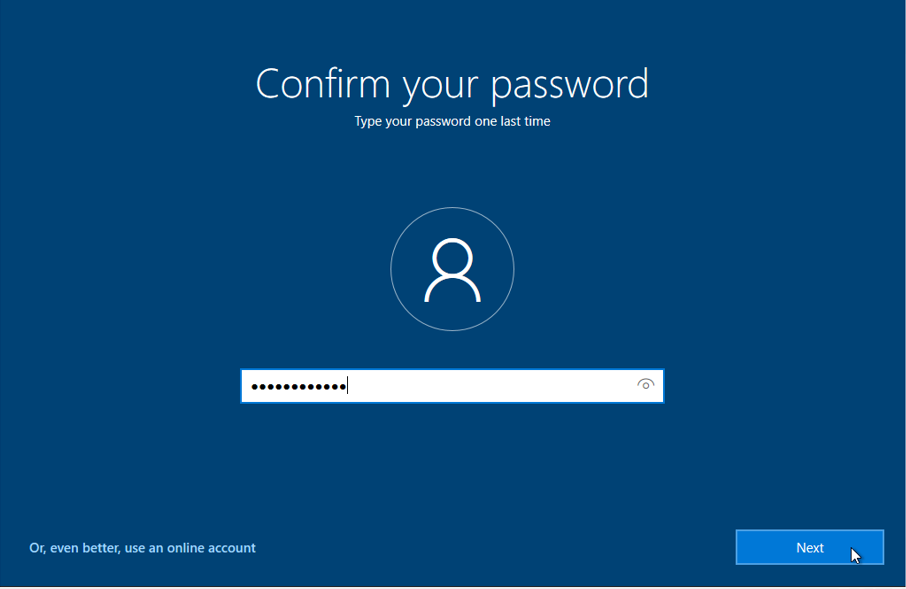 Confirm your password
Type your password one last time
••••••••••••
Or, even better, use an online account
Next